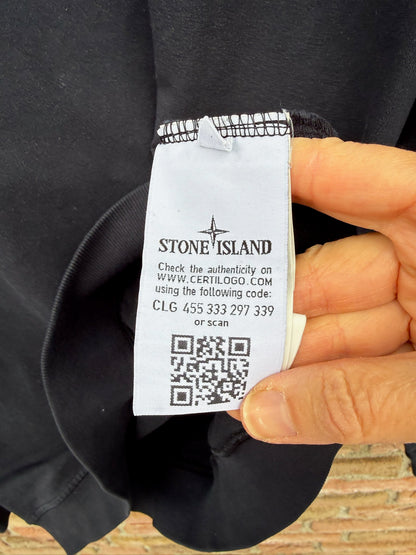 STONE ISLAND
Check the authenticity on
WWW.CERTILOGO.COM
using the following code:
CLG 455 333 297 339
or scan